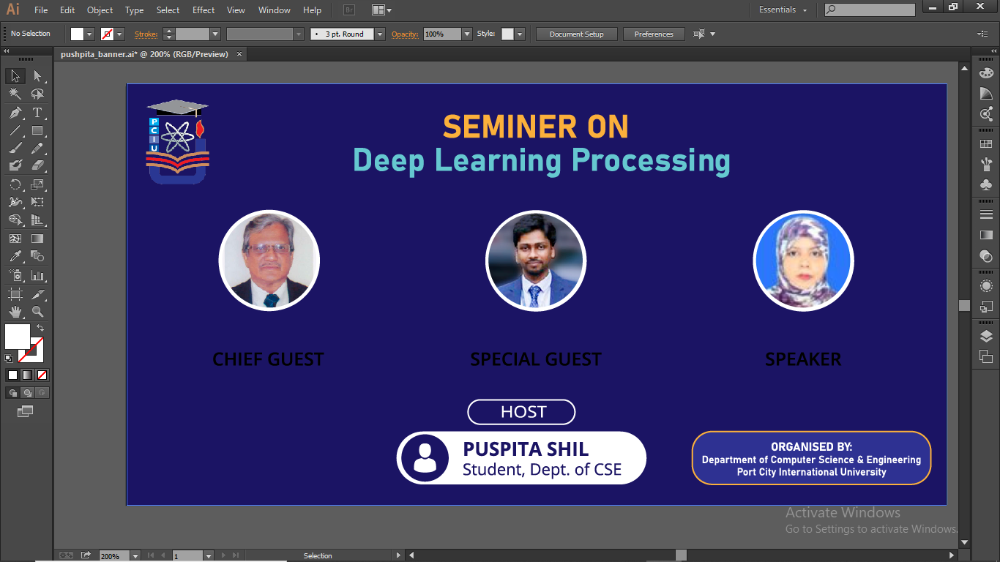 Ai File Edit Object Type Select Effect View Window Help Br Essentials
No Selection Stroke: 3 pt. Round Opacity: 100% Style: Document Setup Preferences
pushpita_banner.ai* @ 200% (RGB/Preview) ×
P
C
I
U
SEMINER ON
Deep Learning Processing
CHIEF GUEST SPECIAL GUEST SPEAKER
HOST
PUSPITA SHIL
Student, Dept. of CSE
ORGANISED BY:
Department of Computer Science & Engineering
Port City International University
Activate Windows
Go to Settings to activate Windows.
200% 1 Selection